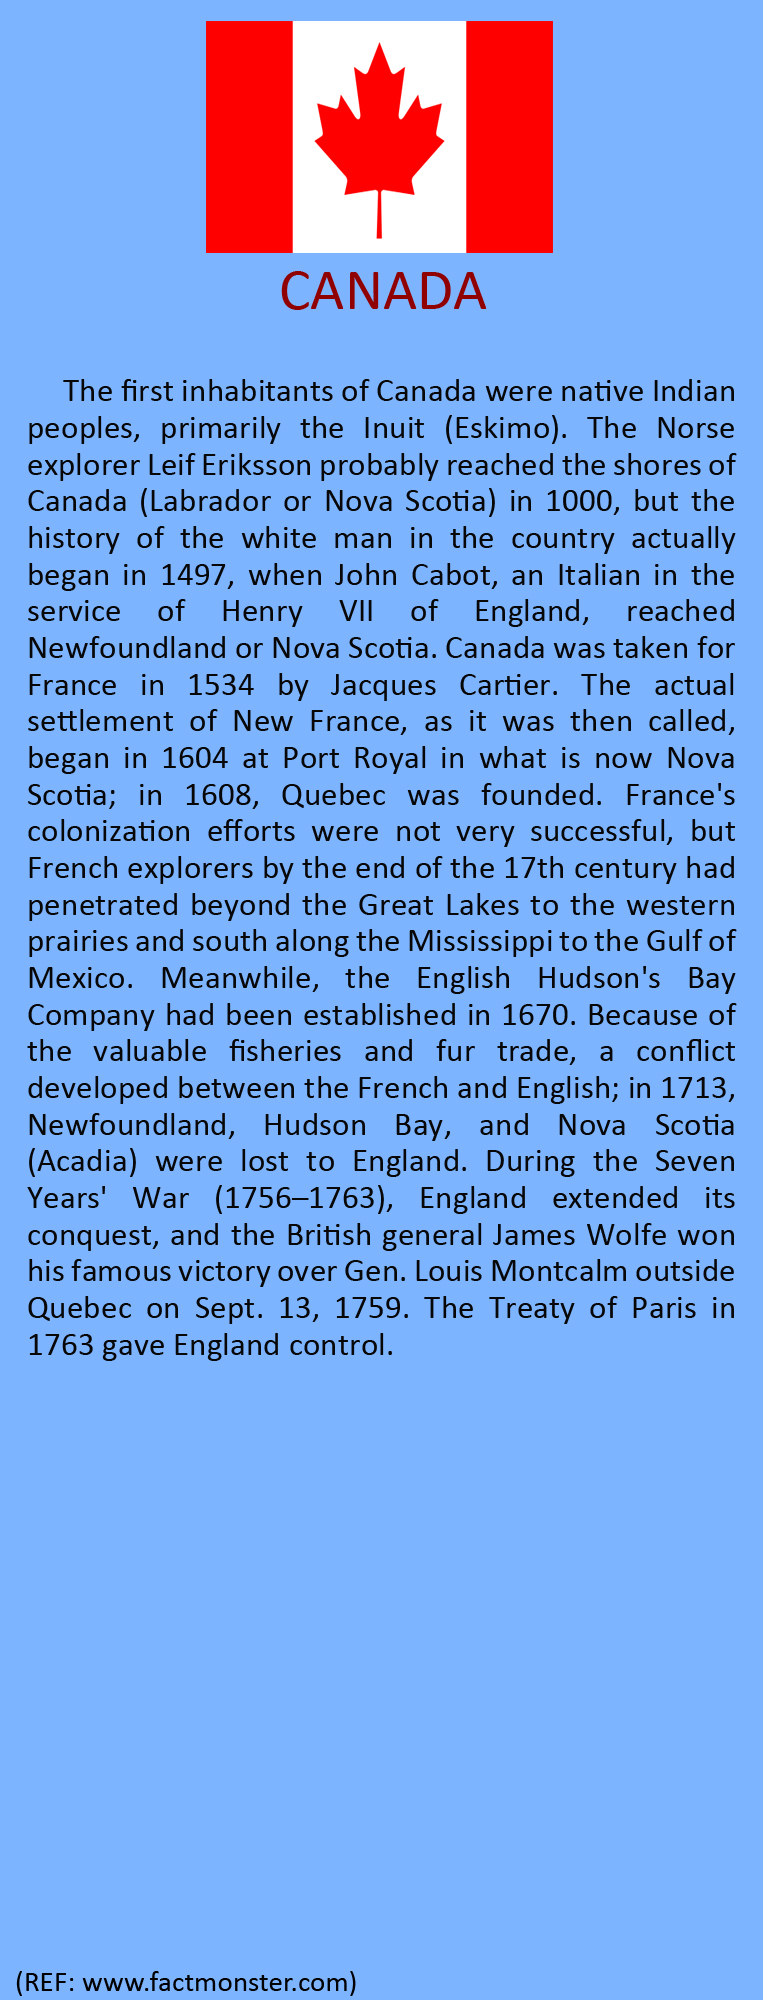 CANADA
The first inhabitants of Canada were native Indian
peoples, primarily the Inuit (Eskimo). The Norse
explorer Leif Eriksson probably reached the shores of
Canada (Labrador or Nova Scotia) in 1000, but the
history of the white man in the country actually
began in 1497, when John Cabot, an Italian in the
service of Henry VII of England, reached
Newfoundland or Nova Scotia. Canada was taken for
France in 1534 by Jacques Cartier. The actual
settlement of New France, as it was then called,
began in 1604 at Port Royal in what is now Nova
Scotia; in 1608, Quebec was founded. France's
colonization efforts were not very successful, but
French explorers by the end of the 17th century had
penetrated beyond the Great Lakes to the western
prairies and south along the Mississippi to the Gulf of
Mexico. Meanwhile, the English Hudson's Bay
Company had been established in 1670. Because of
the valuable fisheries and fur trade, a conflict
developed between the French and English; in 1713,
Newfoundland, Hudson Bay, and Nova Scotia
(Acadia) were lost to England. During the Seven
Years' War (1756–1763), England extended its
conquest, and the British general James Wolfe won
his famous victory over Gen. Louis Montcalm outside
Quebec on Sept. 13, 1759. The Treaty of Paris in
1763 gave England control.
(REF: www.factmonster.com)